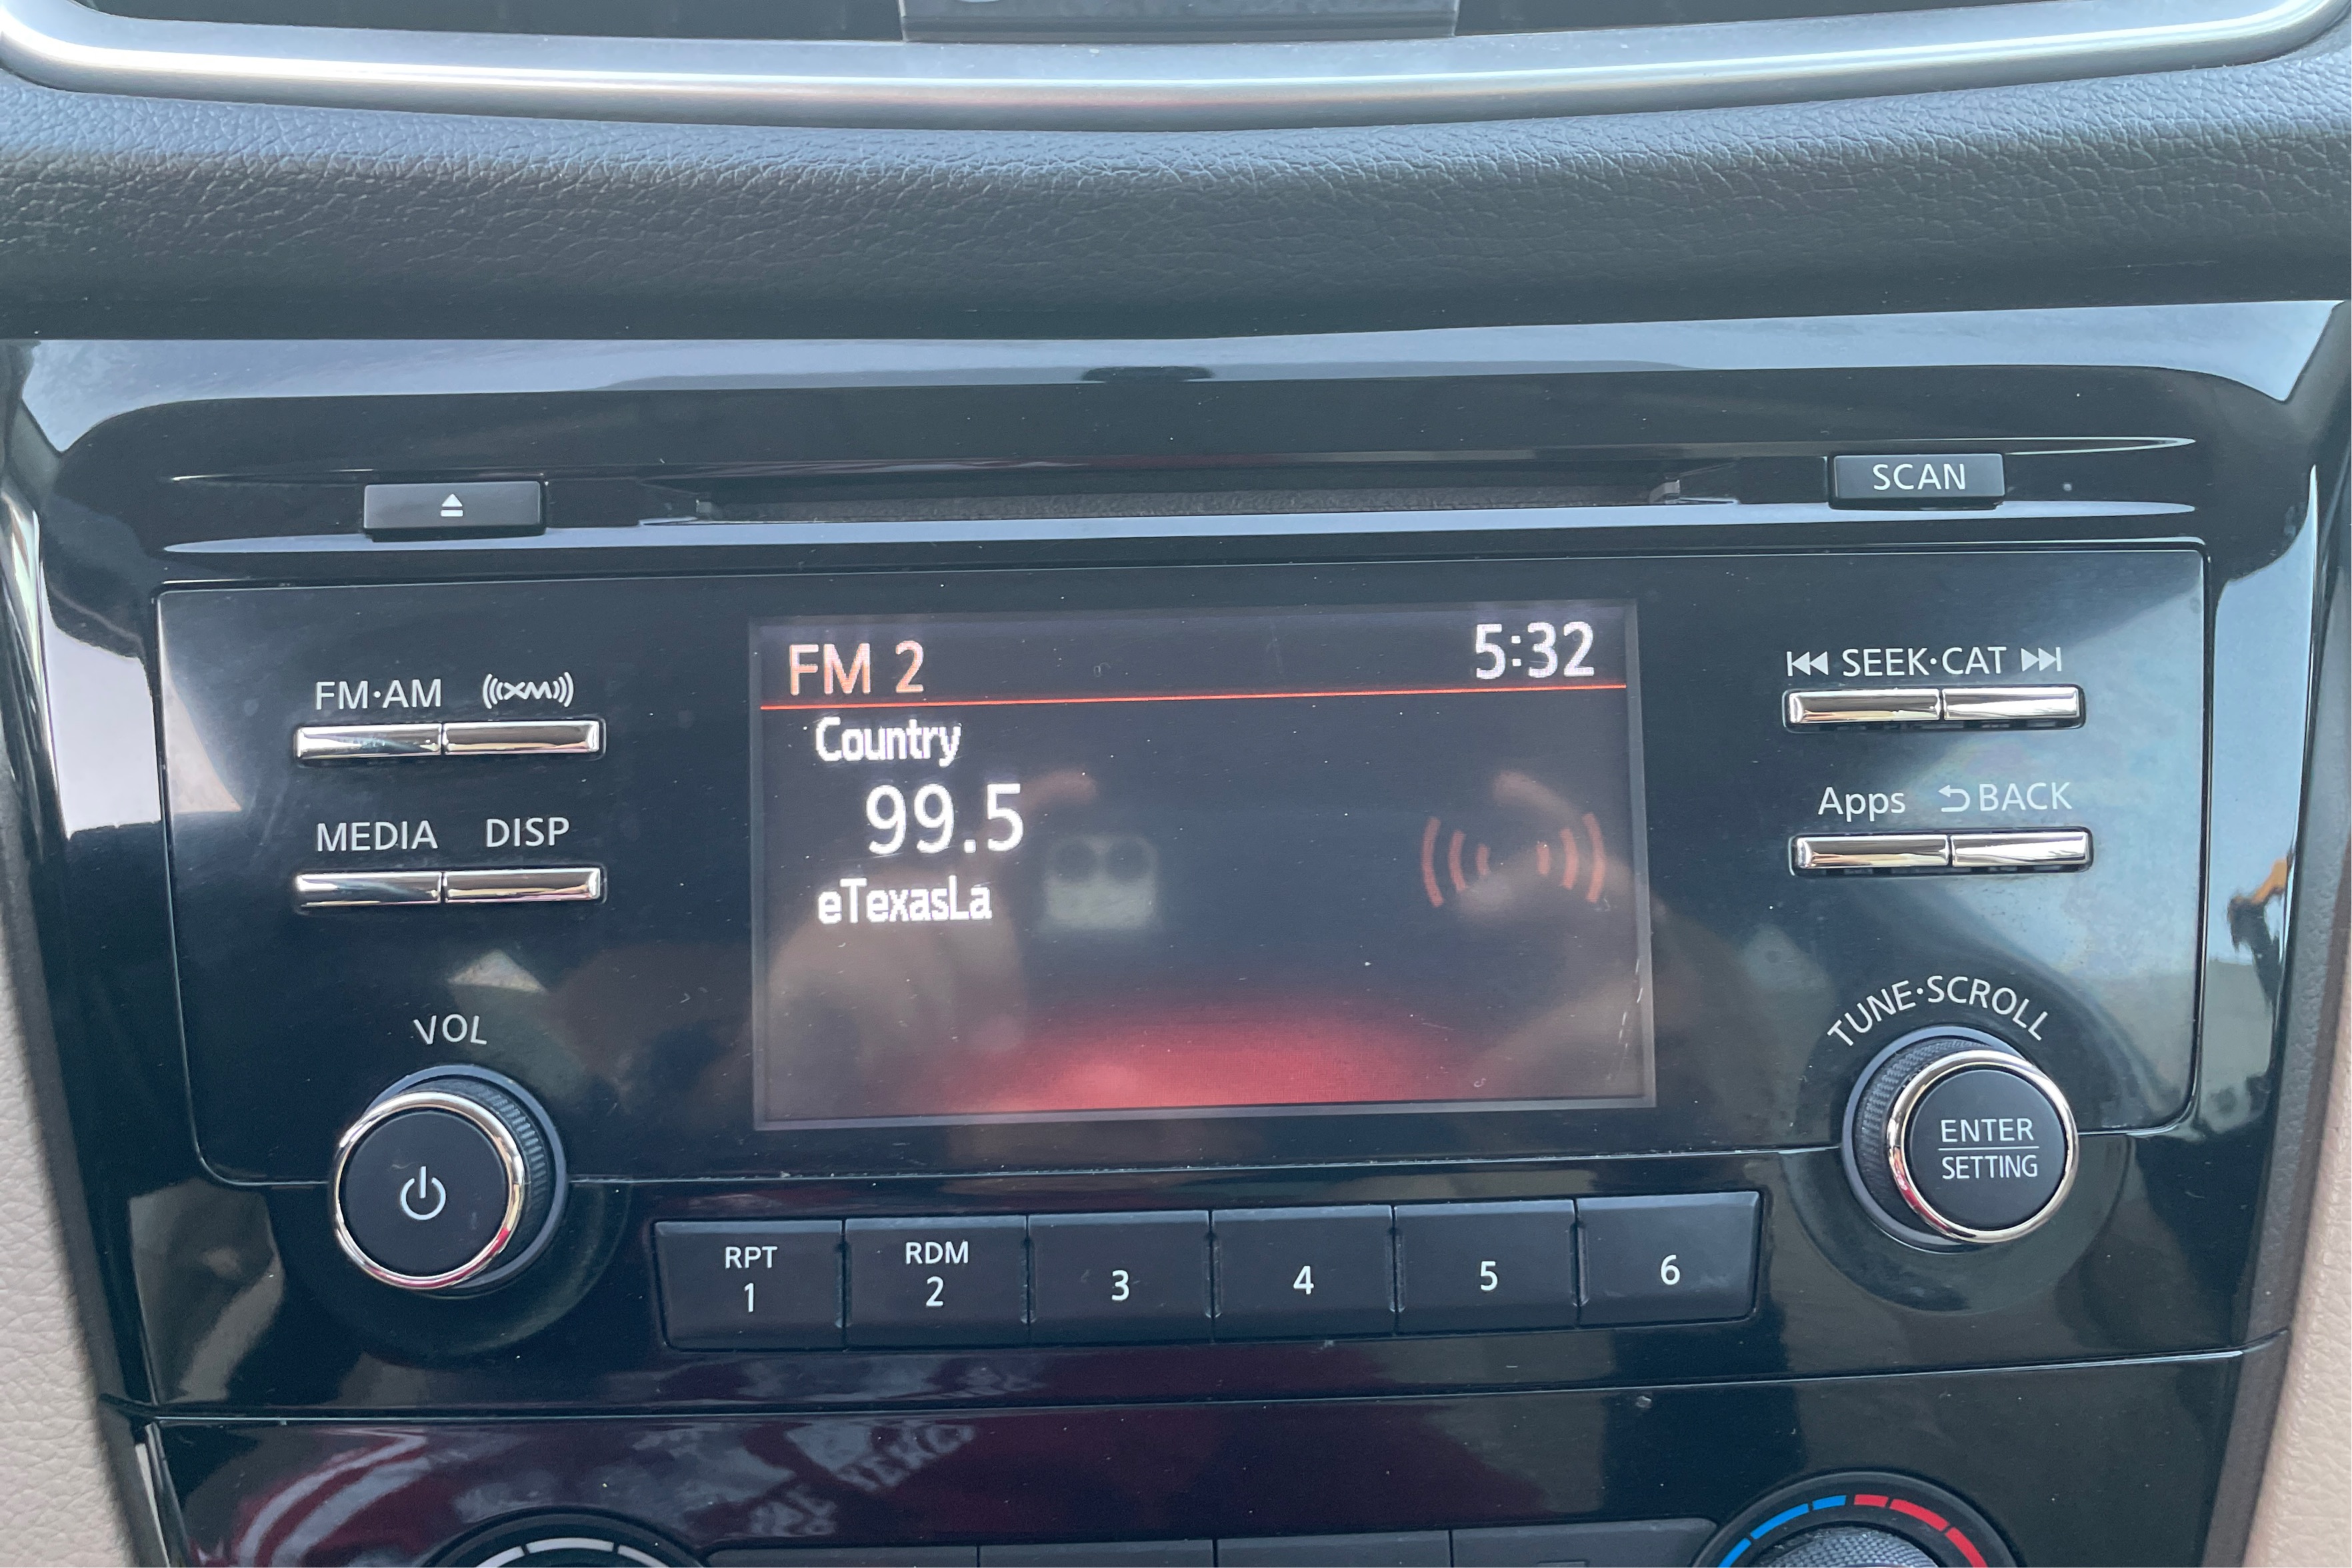 SCAN
FM 2 5:32
FM·AM XM
SEEK·CAT
Country
99.5
MEDIA DISP
Apps BACK
eTexasLa
VOL
TUNE·SCROLL
ENTER
SETTING
RPT
1
RDM
2
3
4
5
6